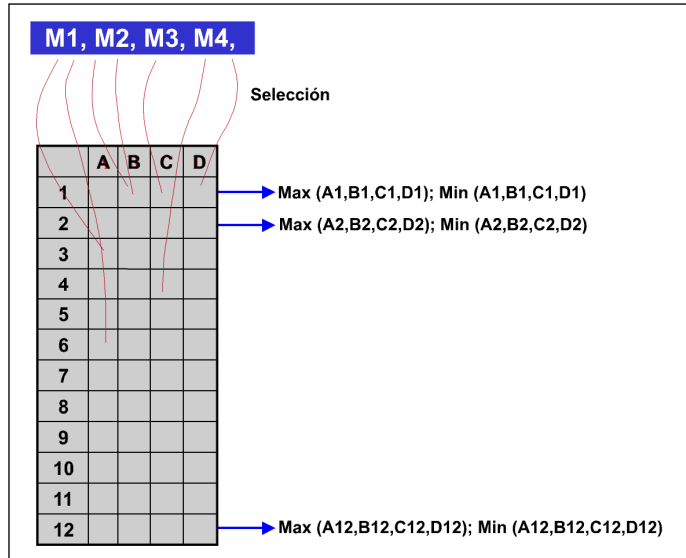 M1, M2, M3, M4,
Selección
A B C D
1 Max (A1,B1,C1,D1); Min (A1,B1,C1,D1)
2 Max (A2,B2,C2,D2); Min (A2,B2,C2,D2)
3
4
5
6
7
8
9
10
11
12 Max (A12,B12,C12,D12); Min (A12,B12,C12,D12)